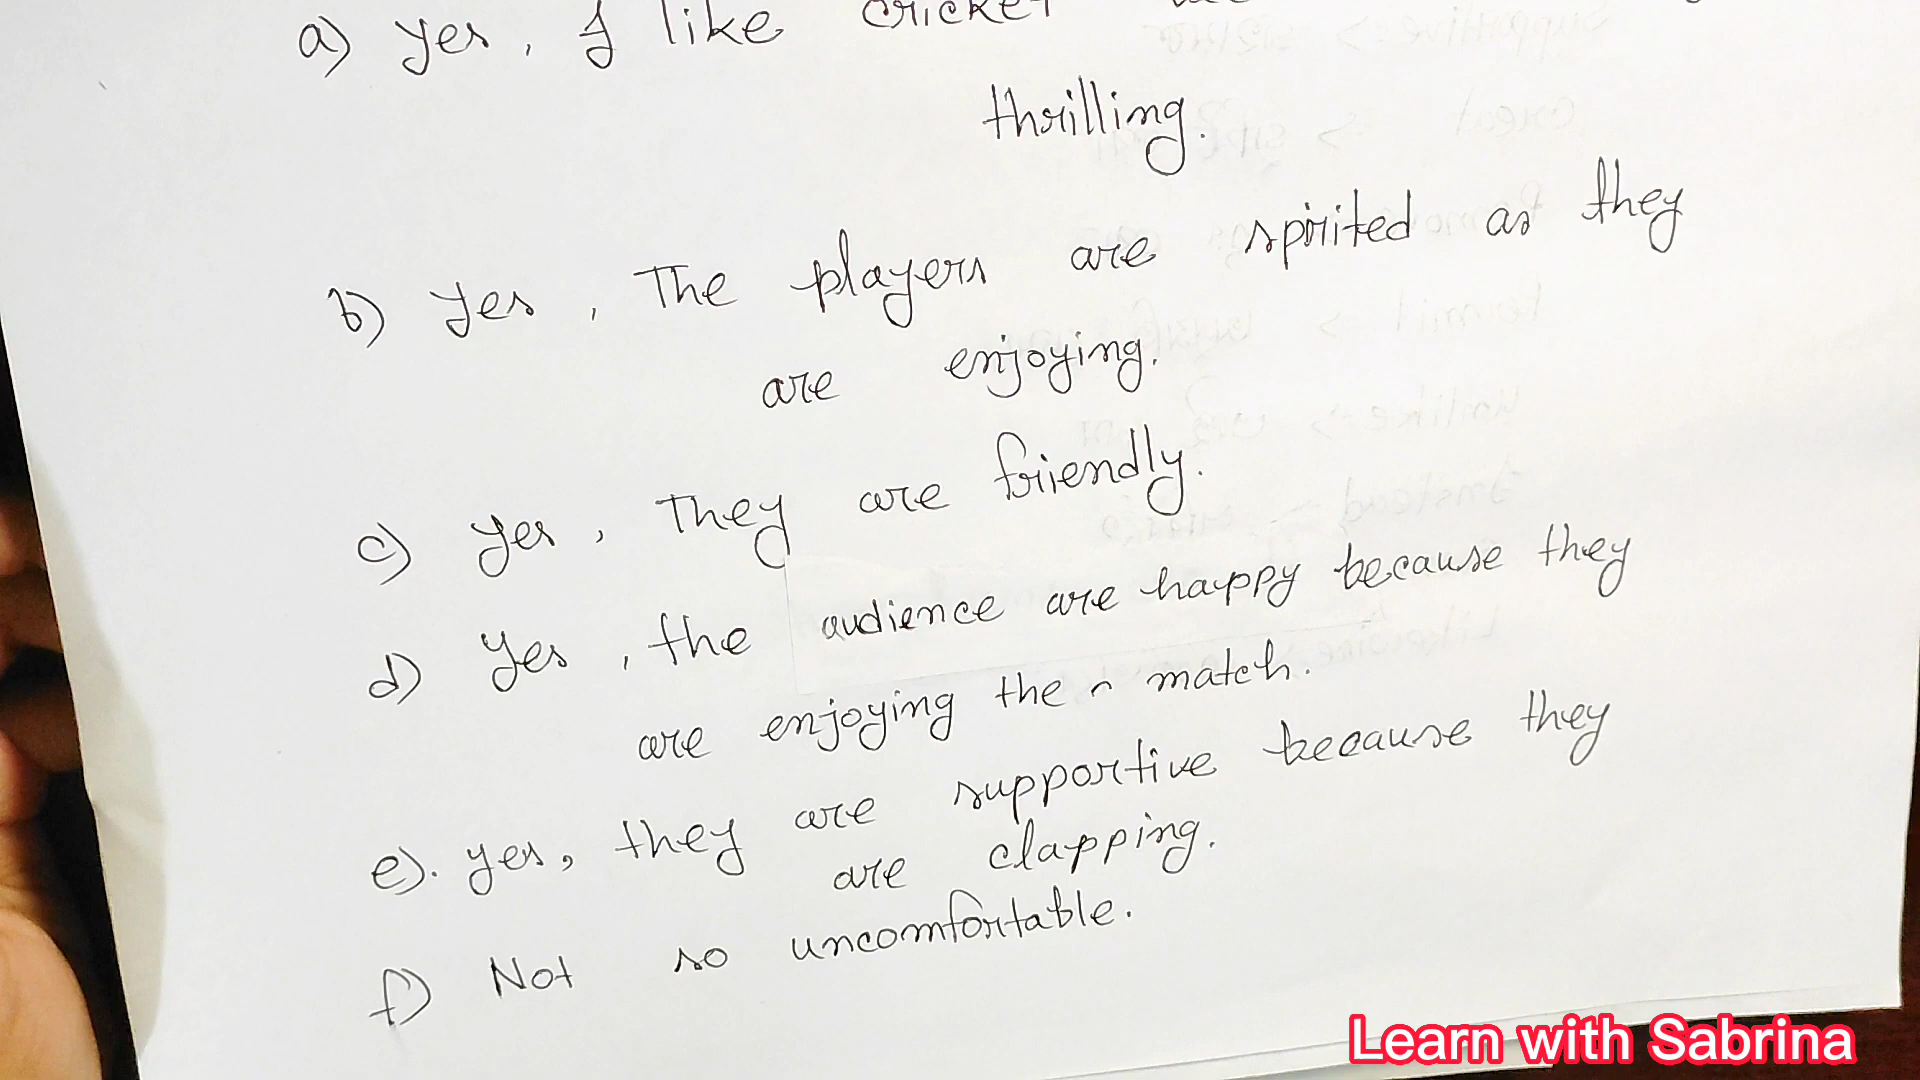 a) yes, I like cricket
thrilling.
b) yes, The players are spirited as they
are enjoying.
c) yes, They are friendly.
d) yes, the audience are happy because they
are enjoying the match.
e). yes, they are supportive because they
are clapping.
f) Not so uncomfortable.
Learn with Sabrina